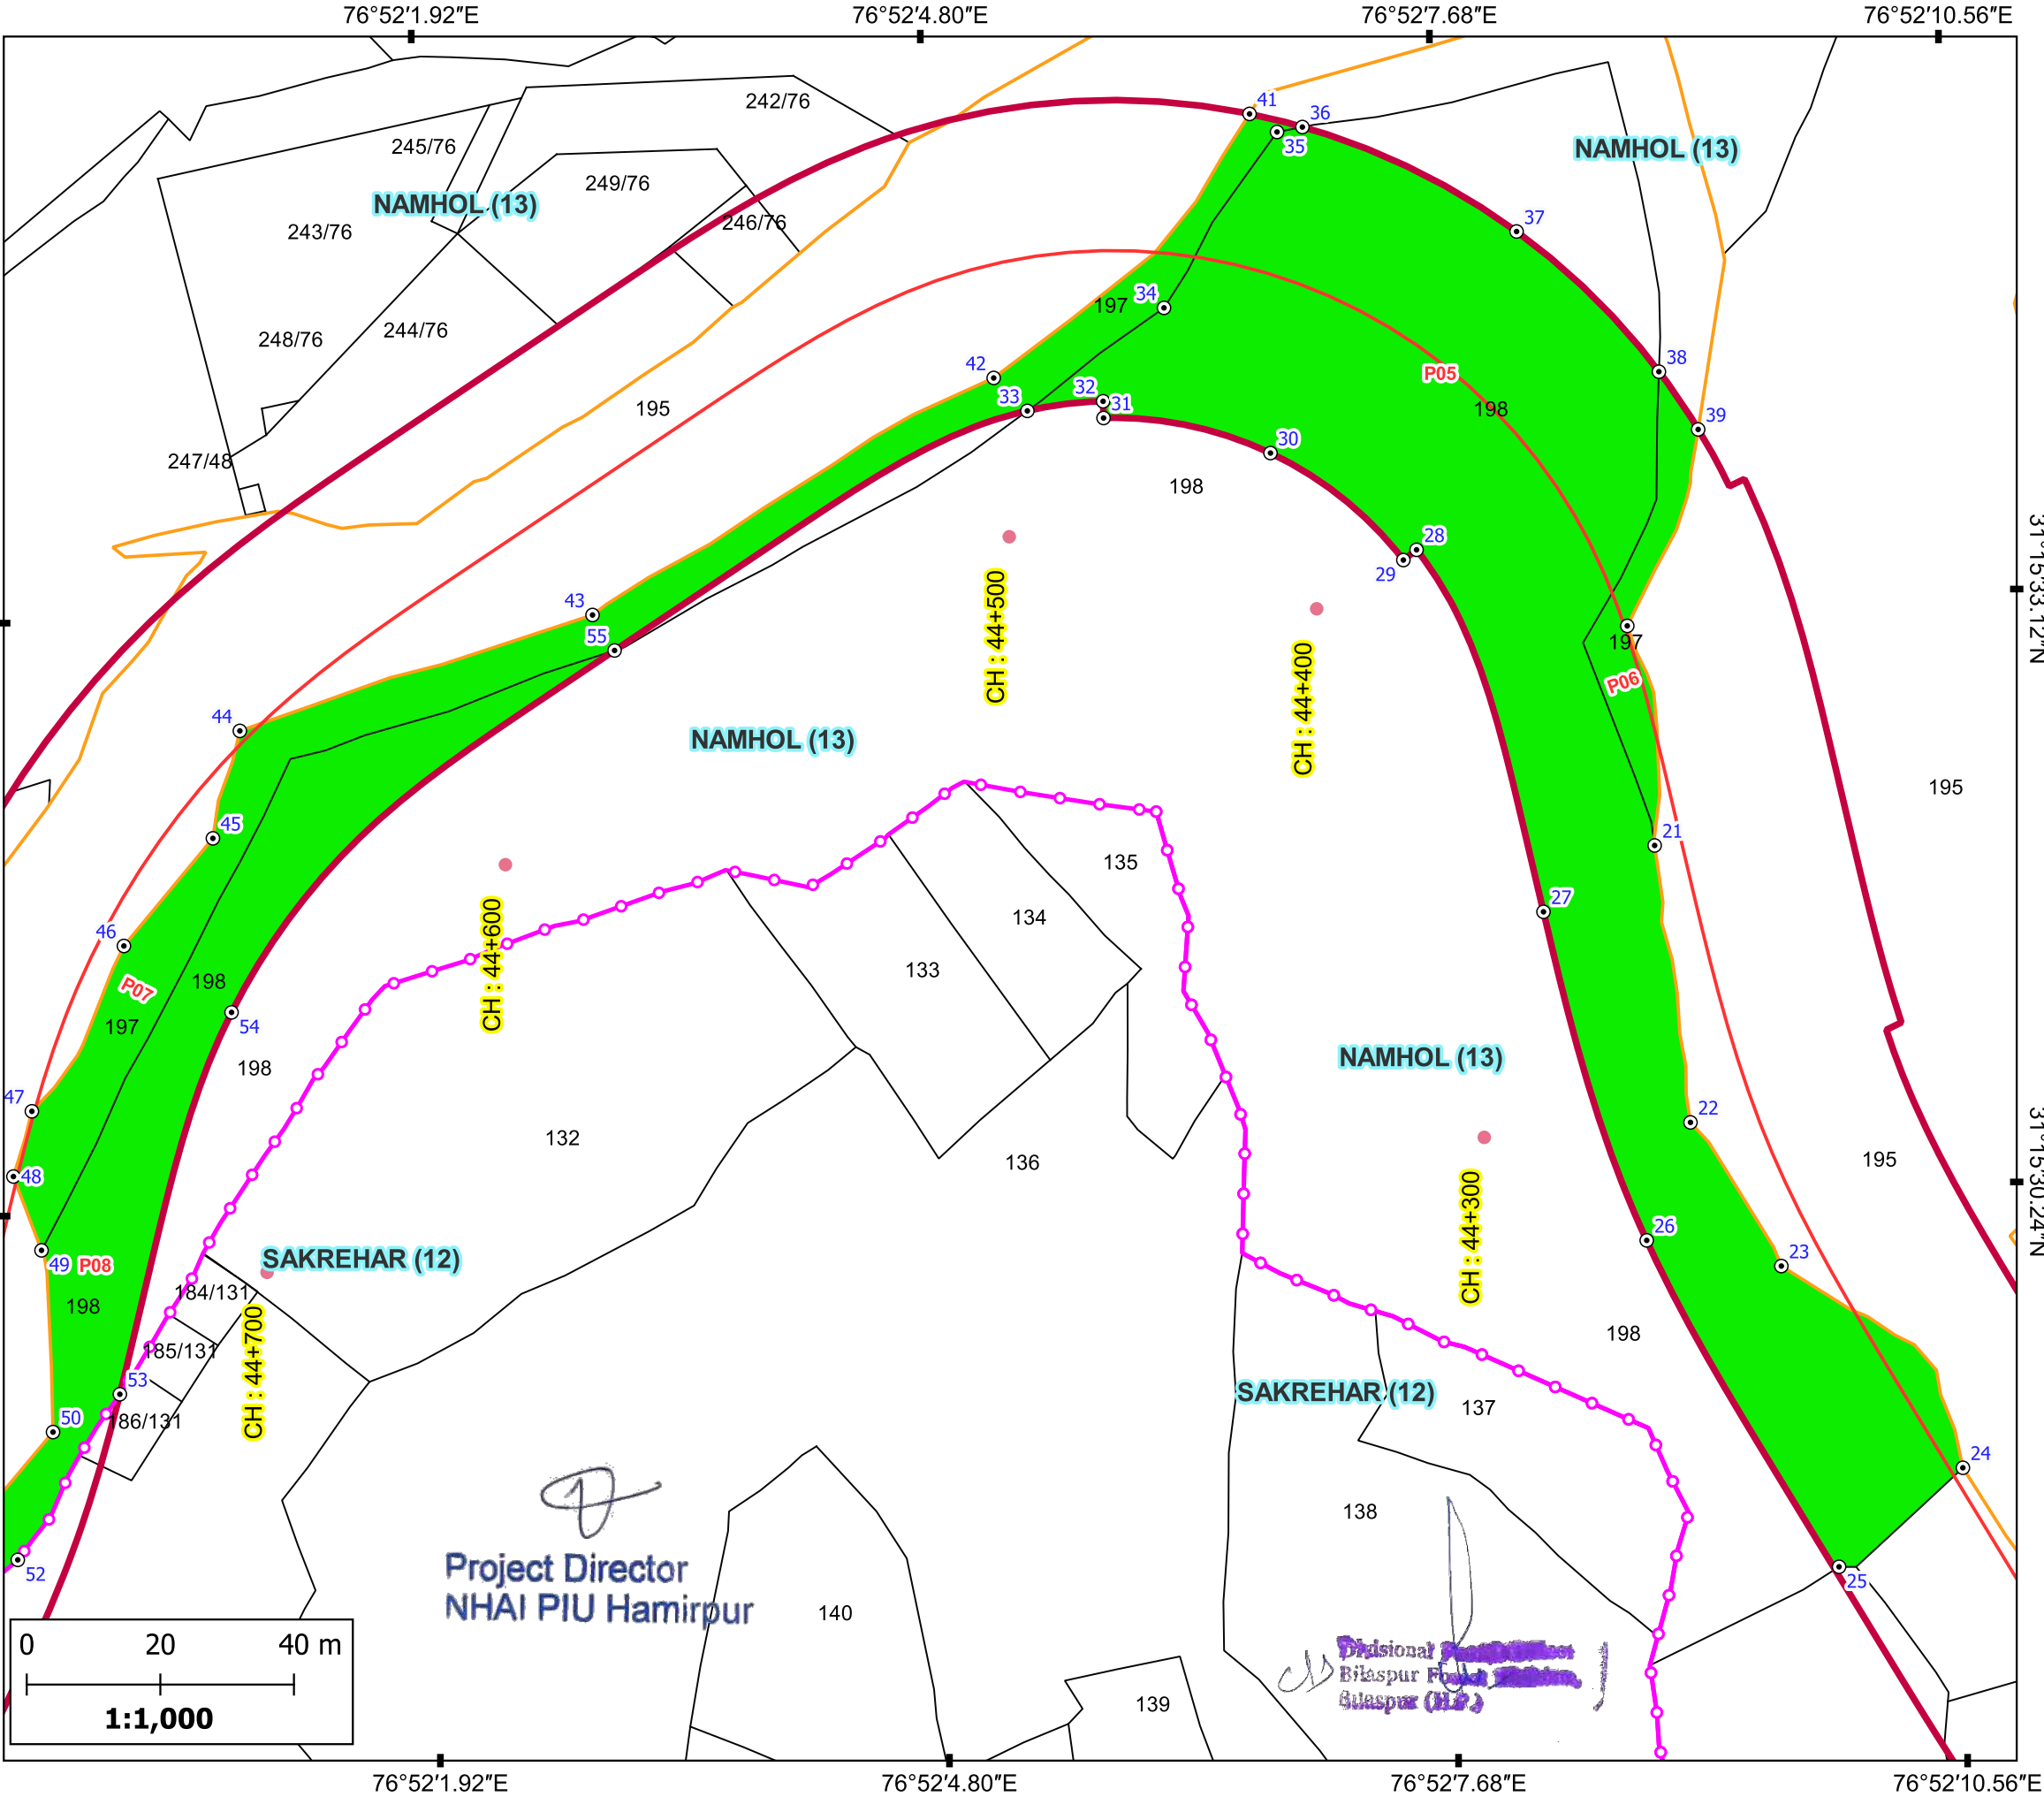 76°52'1.92"E 76°52'4.80"E 76°52'7.68"E 76°52'10.56"E
242/76
41
36
245/76
35
NAMHOL (13)
249/76
NAMHOL (13)
243/76
246/76
37
34
197
248/76
244/76
42
P05
38
33
32
31
195
198
39
30
247/48
198
28
29
31°15'33.12"N
43
55
CH : 44+500
CH : 44+400
197
P06
44
NAMHOL (13)
195
45
21
135
46
134
27
CH : 44+600
P07
198
133
197
54
198
NAMHOL (13)
47
22
132
136
195
31°15'30.24"N
48
CH : 44+300
26
49
P08
SAKREHAR (12)
23
184/131
198
198
185/131
CH : 44+700
53
SAKREHAR (12)
137
50
186/131
24
138
Project Director
NHAI PIU Hamirpur
52
25
140
Divisional
Bilaspur Forest
Bilaspur (H.P.)
139
0 20 40 m
1:1,000
76°52'1.92"E 76°52'4.80"E 76°52'7.68"E 76°52'10.56"E